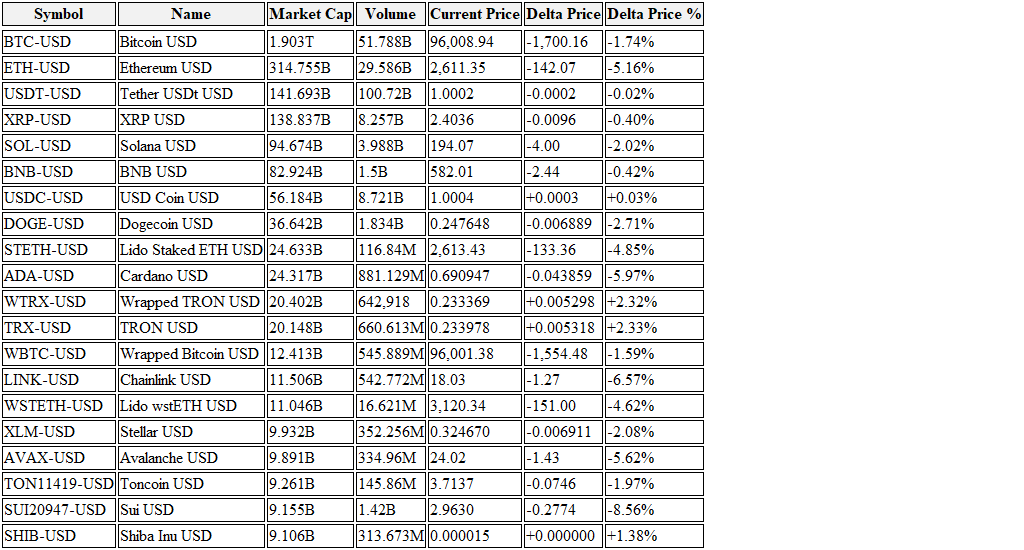 Symbol Name Market Cap Volume Current Price Delta Price Delta Price %
BTC-USD Bitcoin USD 1.903T 51.788B 96,008.94 -1,700.16 -1.74%
ETH-USD Ethereum USD 314.755B 29.586B 2,611.35 -142.07 -5.16%
USDT-USD Tether USDt USD 141.693B 100.72B 1.0002 -0.0002 -0.02%
XRP-USD XRP USD 138.837B 8.257B 2.4036 -0.0096 -0.40%
SOL-USD Solana USD 94.674B 3.988B 194.07 -4.00 -2.02%
BNB-USD BNB USD 82.924B 1.5B 582.01 -2.44 -0.42%
USDC-USD USD Coin USD 56.184B 8.721B 1.0004 +0.0003 +0.03%
DOGE-USD Dogecoin USD 36.642B 1.834B 0.247648 -0.006889 -2.71%
STETH-USD Lido Staked ETH USD 24.633B 116.84M 2,613.43 -133.36 -4.85%
ADA-USD Cardano USD 24.317B 881.129M 0.690947 -0.043859 -5.97%
WTRX-USD Wrapped TRON USD 20.402B 642,918 0.233369 +0.005298 +2.32%
TRX-USD TRON USD 20.148B 660.613M 0.233978 +0.005318 +2.33%
WBTC-USD Wrapped Bitcoin USD 12.413B 545.889M 96,001.38 -1,554.48 -1.59%
LINK-USD Chainlink USD 11.506B 542.772M 18.03 -1.27 -6.57%
WSTETH-USD Lido wstETH USD 11.046B 16.621M 3,120.34 -151.00 -4.62%
XLM-USD Stellar USD 9.932B 352.256M 0.324670 -0.006911 -2.08%
AVAX-USD Avalanche USD 9.891B 334.96M 24.02 -1.43 -5.62%
TON11419-USD Toncoin USD 9.261B 145.86M 3.7137 -0.0746 -1.97%
SUI20947-USD Sui USD 9.155B 1.42B 2.9630 -0.2774 -8.56%
SHIB-USD Shiba Inu USD 9.106B 313.673M 0.000015 +0.000000 +1.38%